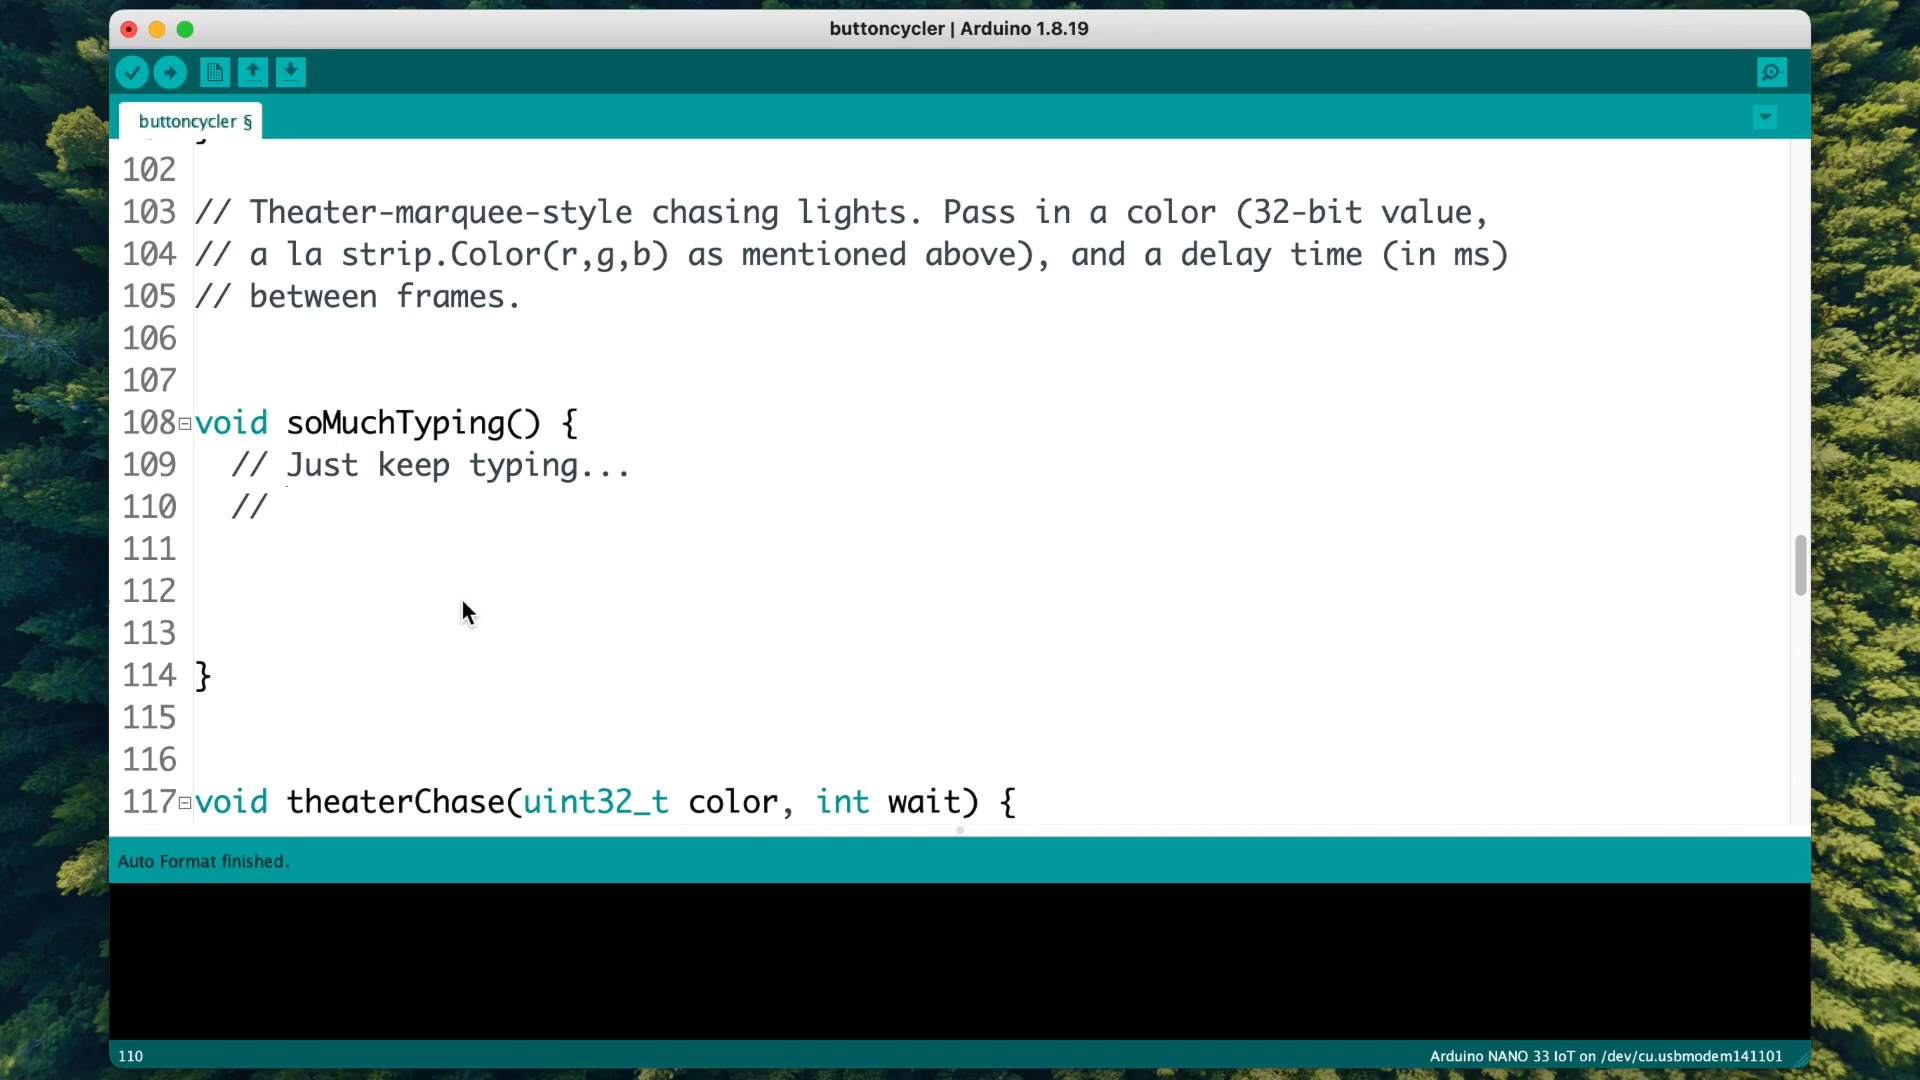 buttoncycler | Arduino 1.8.19
buttoncycler §
102
103 // Theater-marquee-style chasing lights. Pass in a color (32-bit value,
104 // a la strip.Color(r,g,b) as mentioned above), and a delay time (in ms)
105 // between frames.
106
107
108 void soMuchTyping() {
109 // Just keep typing...
110 //
111
112
113
114 }
115
116
117 void theaterChase(uint32_t color, int wait) {
Auto Format finished.
110
Arduino NANO 33 IoT on /dev/cu.usbmodem141101